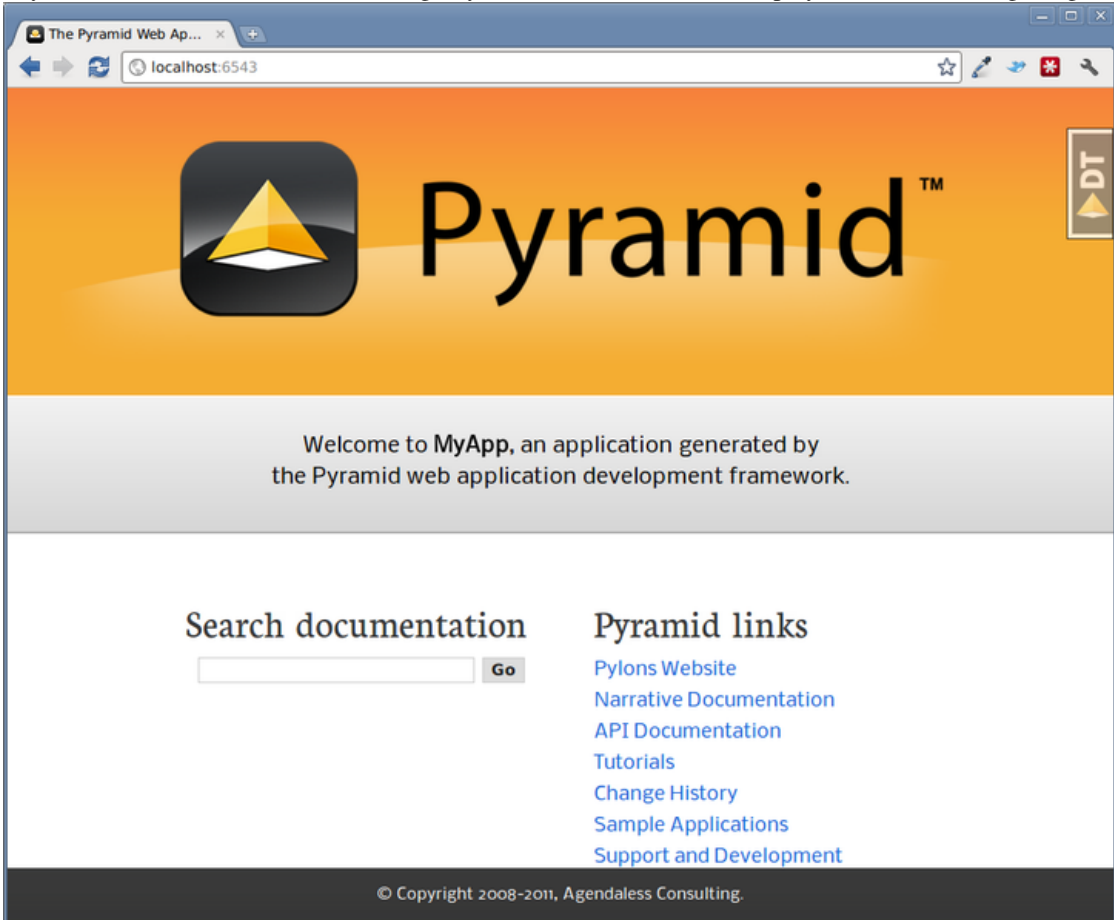 The Pyramid Web Ap...
localhost:6543
DT
Pyramid™
Welcome to MyApp, an application generated by
the Pyramid web application development framework.
Search documentation
Go
Pyramid links
Pylons Website
Narrative Documentation
API Documentation
Tutorials
Change History
Sample Applications
Support and Development
© Copyright 2008-2011, Agendaless Consulting.